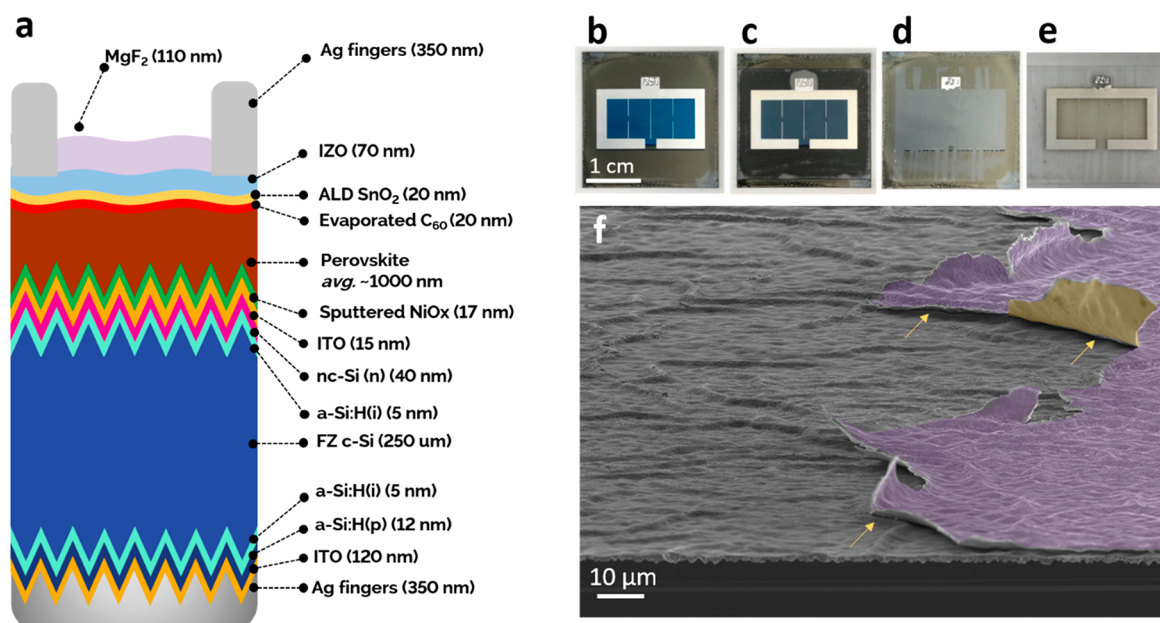 a
MgF₂ (110 nm)
Ag fingers (350 nm)
IZO (70 nm)
ALD SnO₂ (20 nm)
Evaporated C₆₀ (20 nm)
Perovskite
avg. ~1000 nm
Sputtered NiOx (17 nm)
ITO (15 nm)
nc-Si (n) (40 nm)
a-Si:H(i) (5 nm)
FZ c-Si (250 um)
a-Si:H(i) (5 nm)
a-Si:H(p) (12 nm)
ITO (120 nm)
Ag fingers (350 nm)
b
c
d
e
1 cm
f
10 µm